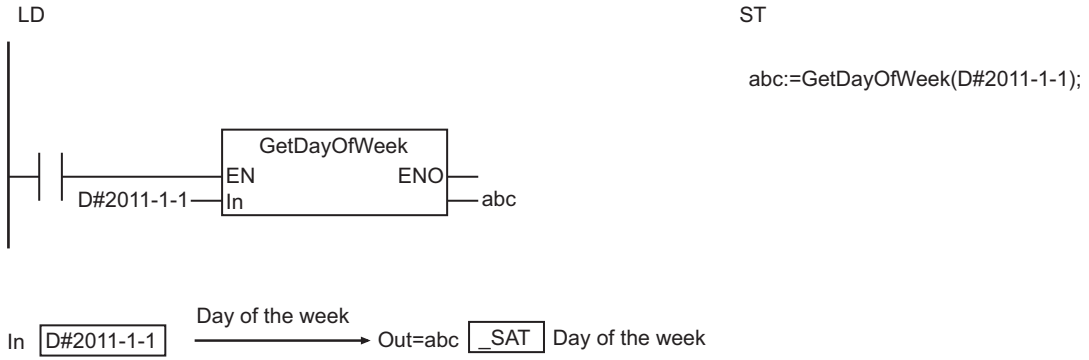 LD
ST
abc:=GetDayOfWeek(D#2011-1-1);
GetDayOfWeek
EN ENO
D#2011-1-1 In abc
Day of the week
In D#2011-1-1 Out=abc _SAT Day of the week